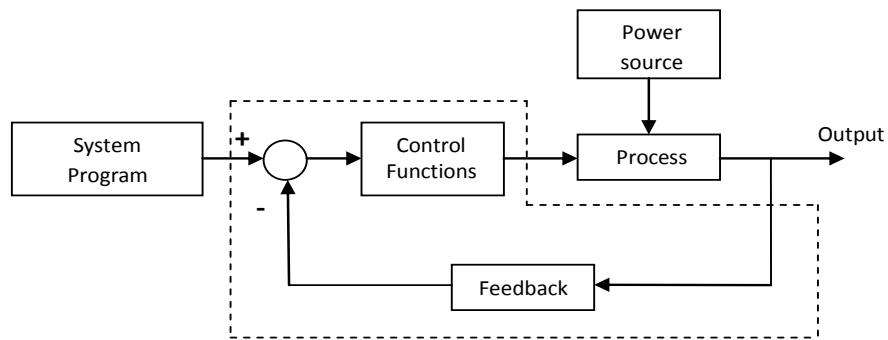 Power
source
System
Program
+
-
Control
Functions
Process
Output
Feedback